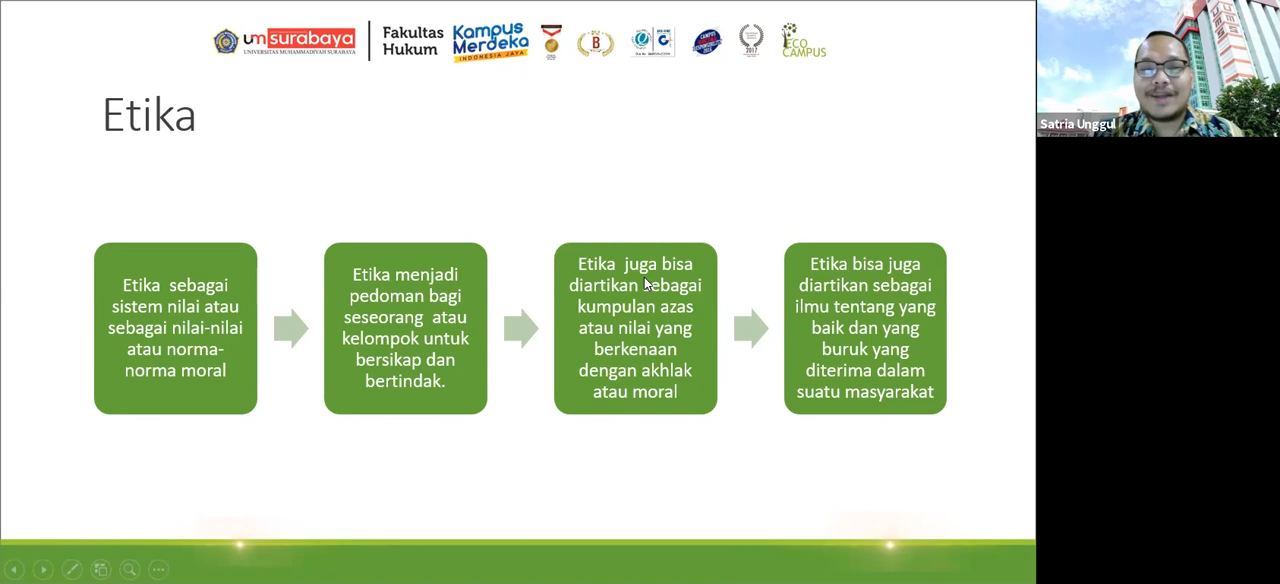 um surabaya
UNIVERSITAS MUHAMMADIYAH SURABAYA
Fakultas
Hukum
Kampus
Merdeka
INDONESIA JAYA
B
2017
ECO
CAMPUS
Satria Unggul
Etika
Etika sebagai
sistem nilai atau
sebagai nilai-nilai
atau norma-
norma moral
Etika menjadi
pedoman bagi
seseorang atau
kelompok untuk
bersikap dan
bertindak.
Etika juga bisa
diartikan sebagai
kumpulan azas
atau nilai yang
berkenaan
dengan akhlak
atau moral
Etika bisa juga
diartikan sebagai
ilmu tentang yang
baik dan yang
buruk yang
diterima dalam
suatu masyarakat